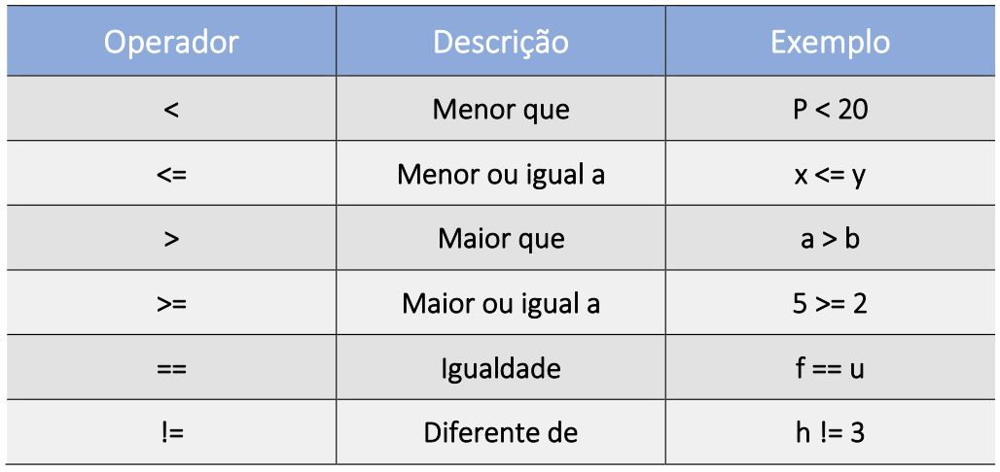 Operador Descrição Exemplo
< Menor que P < 20
<= Menor ou igual a x <= y
> Maior que a > b
>= Maior ou igual a 5 >= 2
== Igualdade f == u
!= Diferente de h != 3